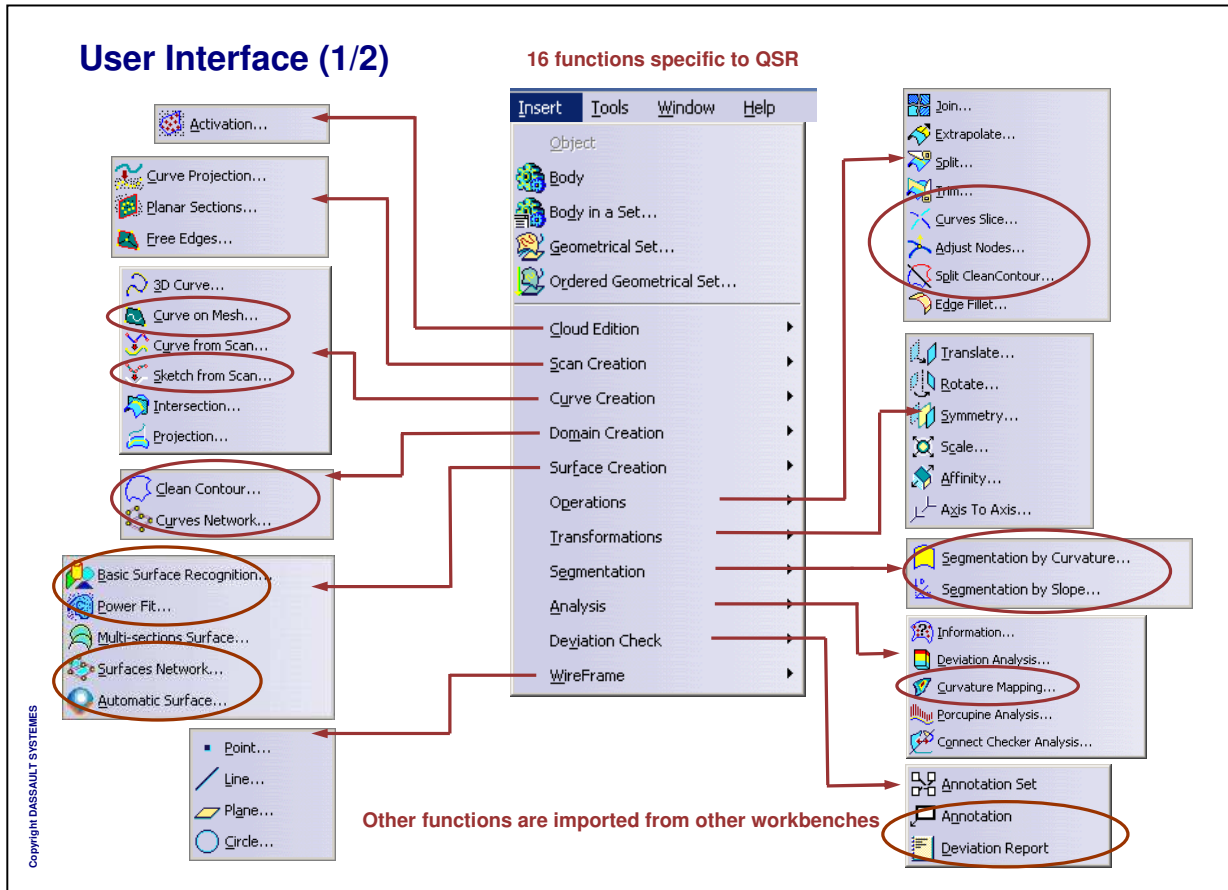 User Interface (1/2)
16 functions specific to QSR
Activation...
Curve Projection...
Planar Sections...
Free Edges...
3D Curve...
Curve on Mesh...
Curve from Scan...
Sketch from Scan...
Intersection...
Projection...
Clean Contour...
Curves Network...
Basic Surface Recognition...
Power Fit...
Multi-sections Surface...
Surfaces Network...
Automatic Surface...
Point...
Line...
Plane...
Circle...
Insert Tools Window Help
Object
Body
Body in a Set...
Geometrical Set...
Ordered Geometrical Set...
Cloud Edition
Scan Creation
Curve Creation
Domain Creation
Surface Creation
Operations
Transformations
Segmentation
Analysis
Deviation Check
WireFrame
Join...
Extrapolate...
Split...
Trim...
Curves Slice...
Adjust Nodes...
Split CleanContour...
Edge Fillet...
Translate...
Rotate...
Symmetry...
Scale...
Affinity...
Axis To Axis...
Segmentation by Curvature...
Segmentation by Slope...
Information...
Deviation Analysis...
Curvature Mapping...
Porcupine Analysis...
Connect Checker Analysis...
Annotation Set
Annotation
Deviation Report
Other functions are imported from other workbenches
Copyright DASSAULT SYSTEMES